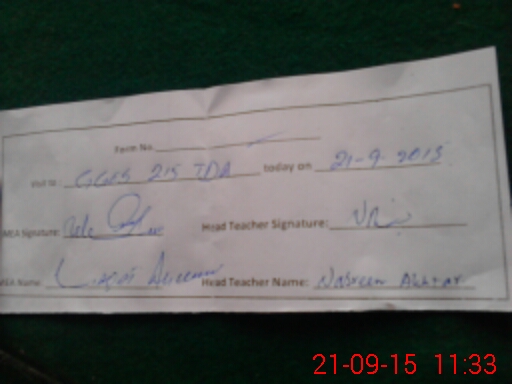 Form No.
Visit to: GGES 215 TDA today on 21-9-2015
MEA Signature: Head Teacher Signature:
MEA Name: Liaqat Head Teacher Name: Nasreen Akhtar
21-09-15 11:33